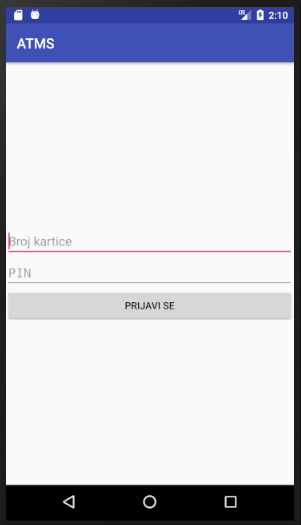 2:10
ATMS
Broj kartice
PIN
PRIJAVI SE